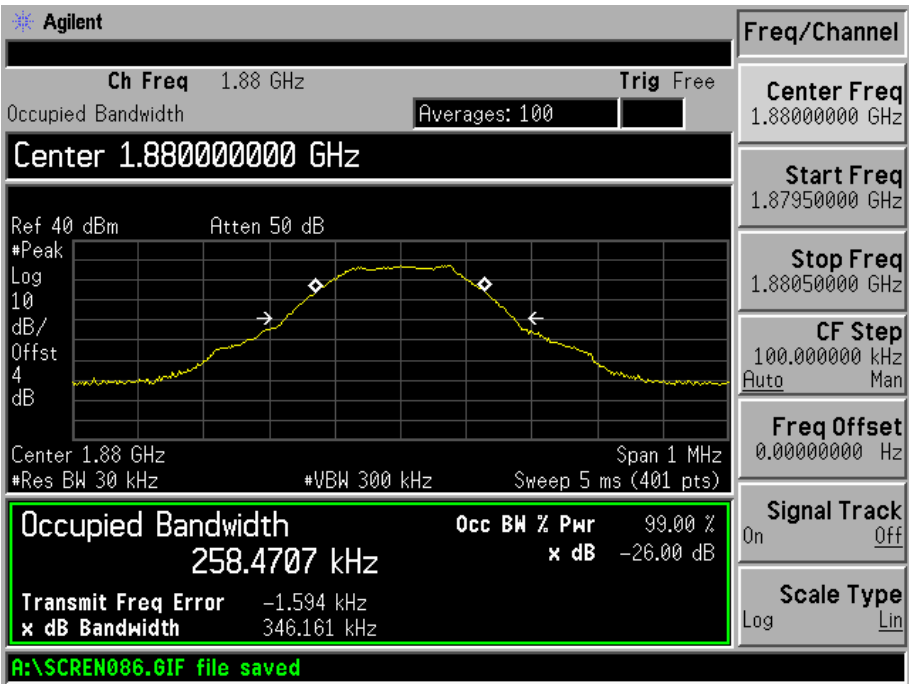 Agilent
Freq/Channel
Ch Freq 1.88 GHz Trig Free
Occupied Bandwidth Averages: 100
Center 1.880000000 GHz
Ref 40 dBm Atten 50 dB
#Peak
Log
10
dB/
Offst
4
dB
Center 1.88 GHz Span 1 MHz
#Res BW 30 kHz #VBW 300 kHz Sweep 5 ms (401 pts)
Occupied Bandwidth Occ BW % Pwr 99.00 %
258.4707 kHz x dB -26.00 dB
Transmit Freq Error -1.594 kHz
x dB Bandwidth 346.161 kHz
A:\SCREN086.GIF file saved
Center Freq
1.88000000 GHz
Start Freq
1.87950000 GHz
Stop Freq
1.88050000 GHz
CF Step
100.000000 kHz
Auto Man
Freq Offset
0.00000000 Hz
Signal Track
On Off
Scale Type
Log Lin